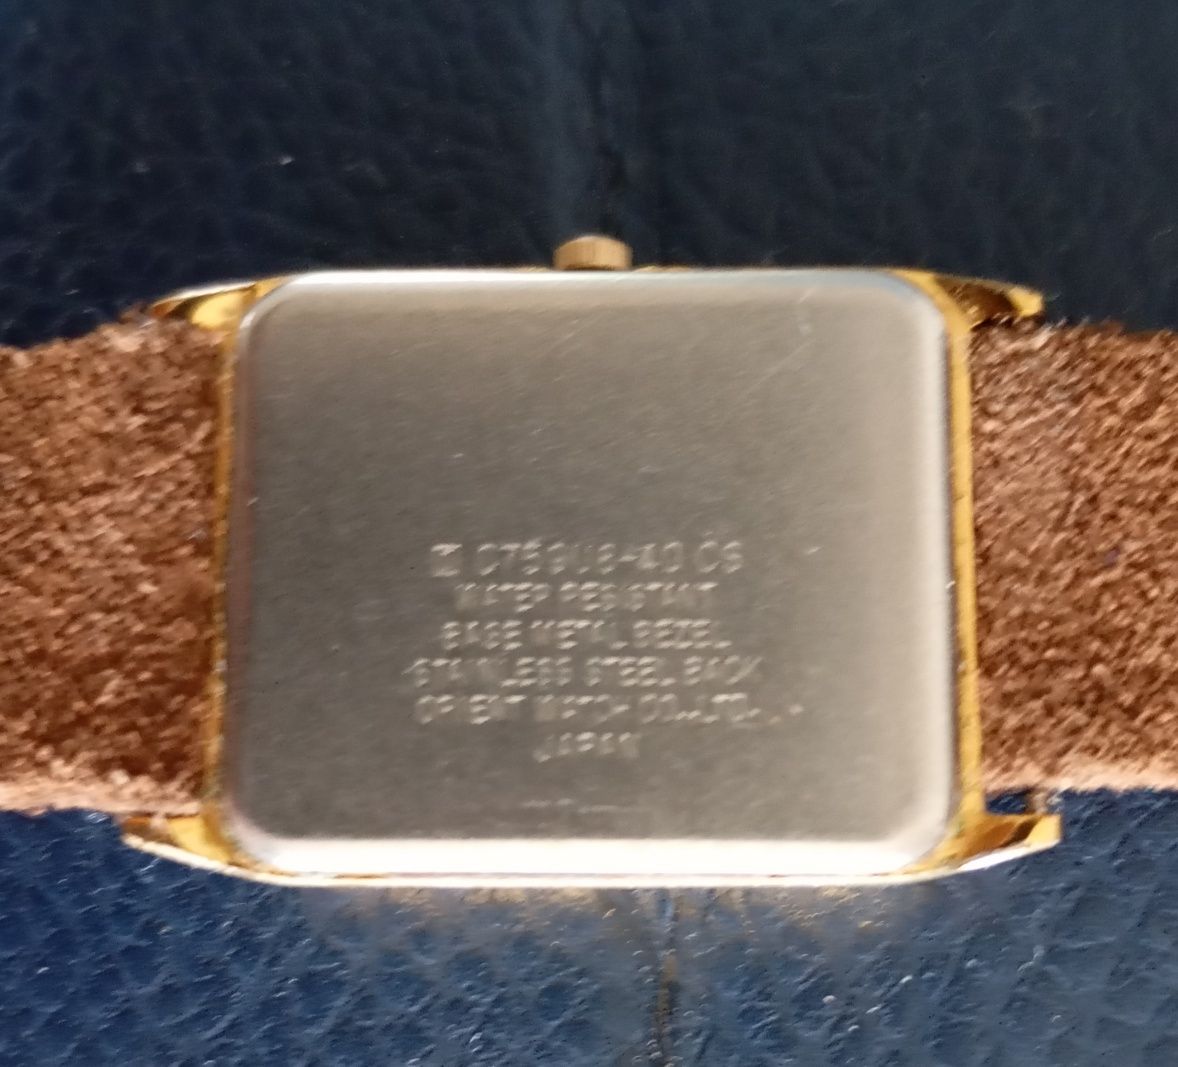 WATER RESISTANT
BASE METAL BEZEL
STAINLESS STEEL BACK
ORIENT WATCH CO.,LTD.
JAPAN